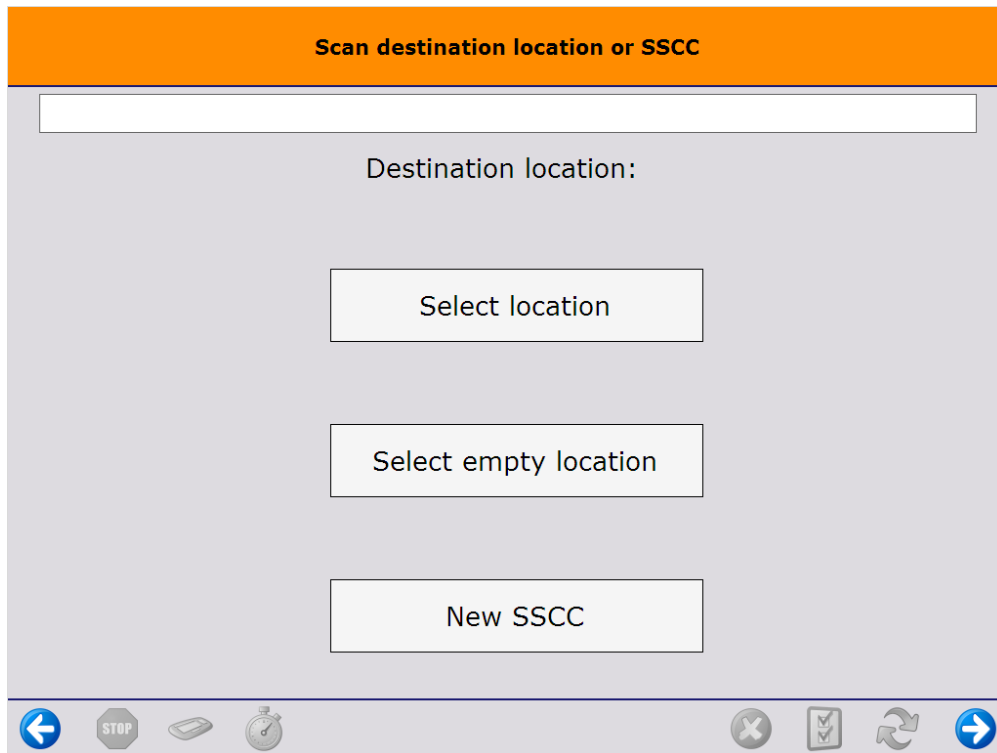 Scan destination location or SSCC
Destination location:
Select location
Select empty location
New SSCC
STOP